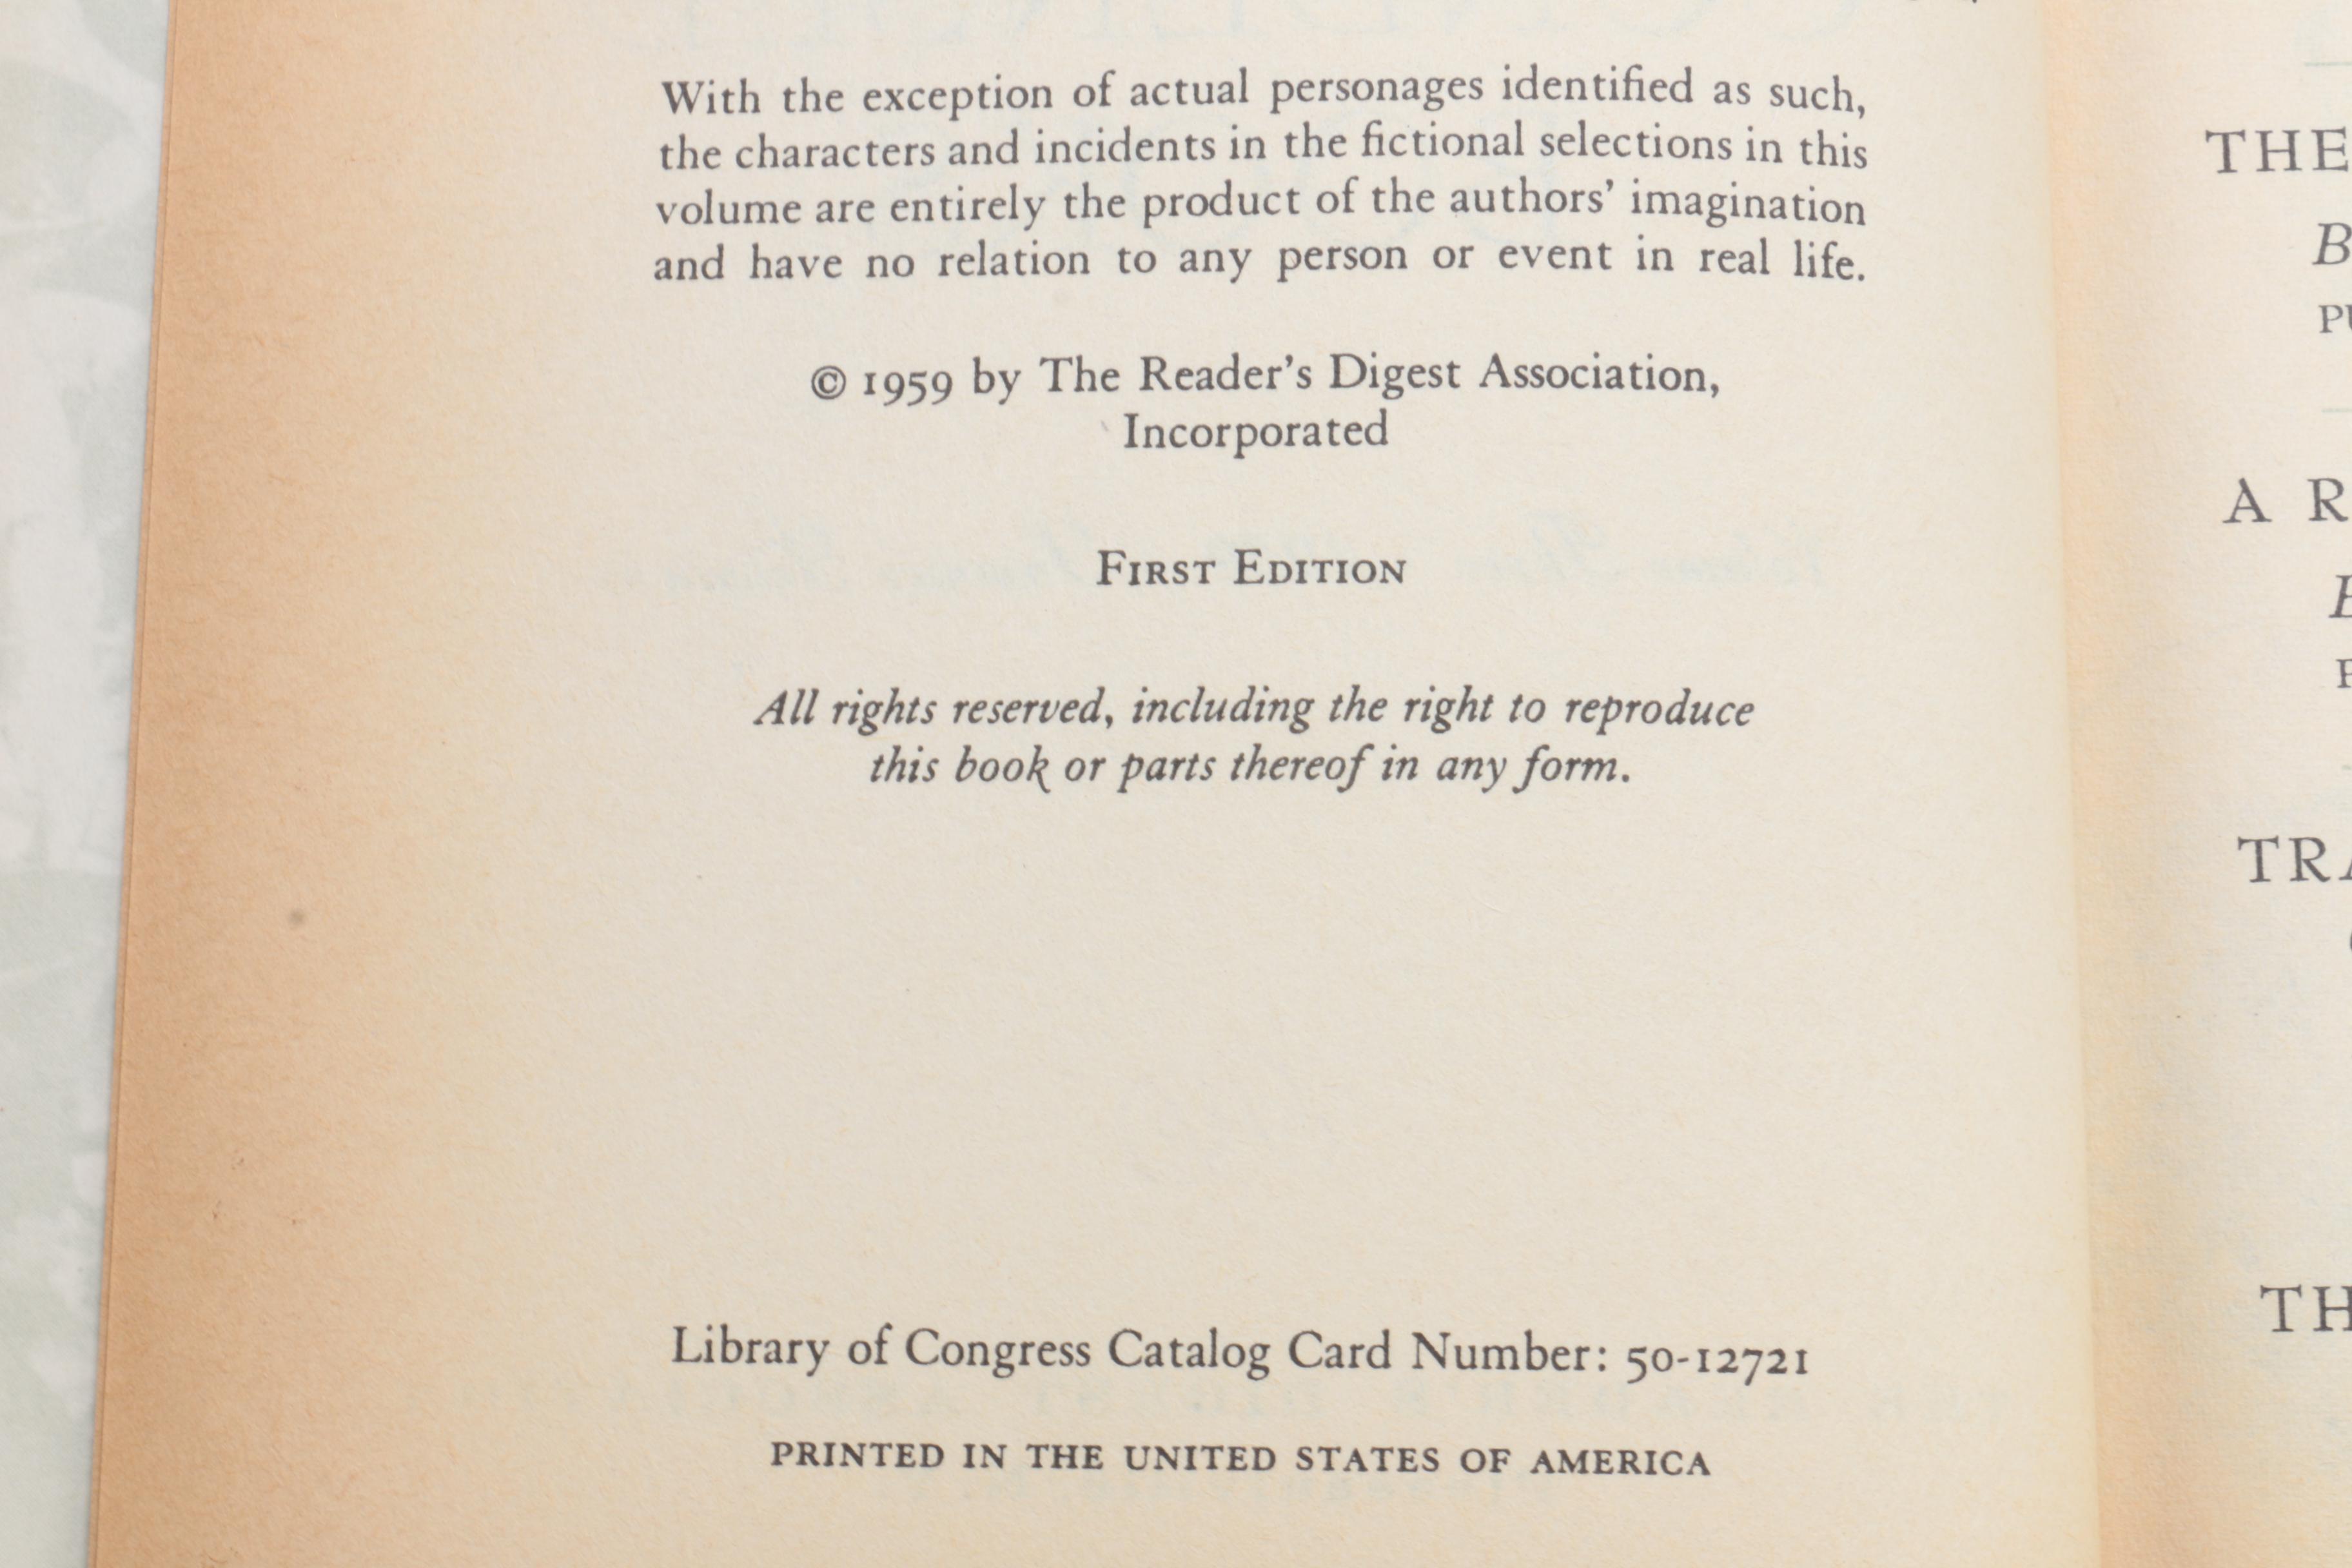 With the exception of actual personages identified as such,
the characters and incidents in the fictional selections in this
volume are entirely the product of the authors' imagination
and have no relation to any person or event in real life.
© 1959 by The Reader's Digest Association,
Incorporated
First Edition
All rights reserved, including the right to reproduce
this book or parts thereof in any form.
Library of Congress Catalog Card Number: 50-12721
PRINTED IN THE UNITED STATES OF AMERICA
THE
B
PU
A R
TRA
TH